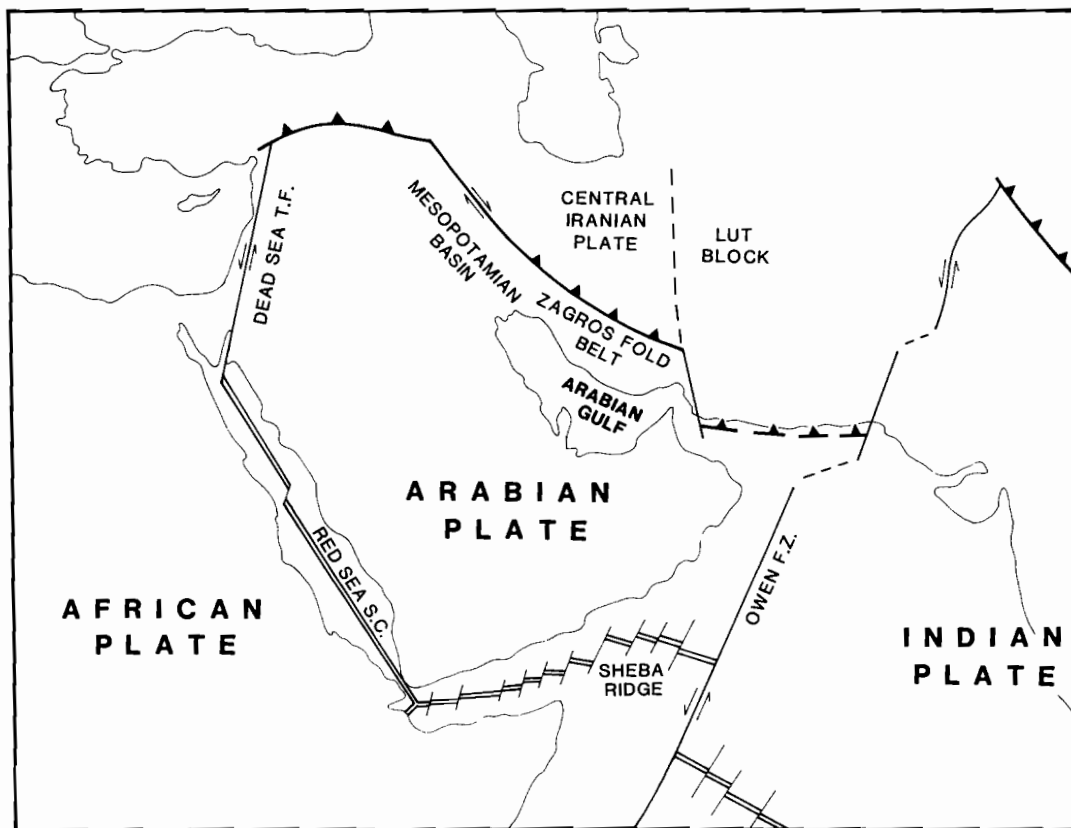 DEAD SEA T.F.
MESOPOTAMIAN
BASIN
CENTRAL
IRANIAN
PLATE
LUT
BLOCK
ZAGROS FOLD
BELT
ARABIAN
GULF
ARABIAN
PLATE
RED SEA S.C.
AFRICAN
PLATE
SHEBA
RIDGE
OWEN F.Z.
INDIAN
PLATE